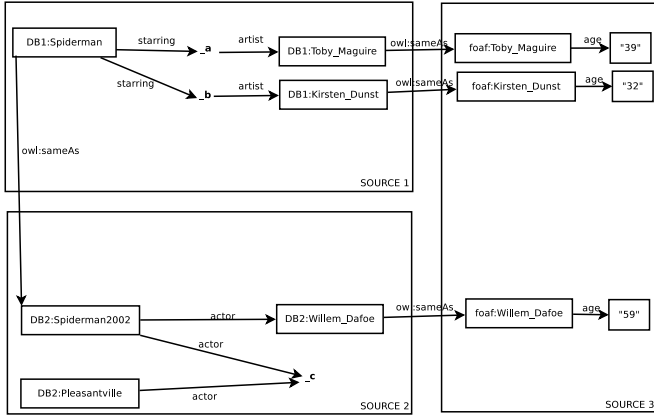 DB1:Spiderman
starring
_a
artist
DB1:Toby_Maguire
owl:sameAs
foaf:Toby_Maguire
age
"39"
starring
_b
artist
DB1:Kirsten_Dunst
owl:sameAs
foaf:Kirsten_Dunst
age
"32"
owl:sameAs
SOURCE 1
DB2:Spiderman2002
actor
DB2:Willem_Dafoe
owl:sameAs
foaf:Willem_Dafoe
age
"59"
actor
_c
DB2:Pleasantville
actor
SOURCE 2
SOURCE 3